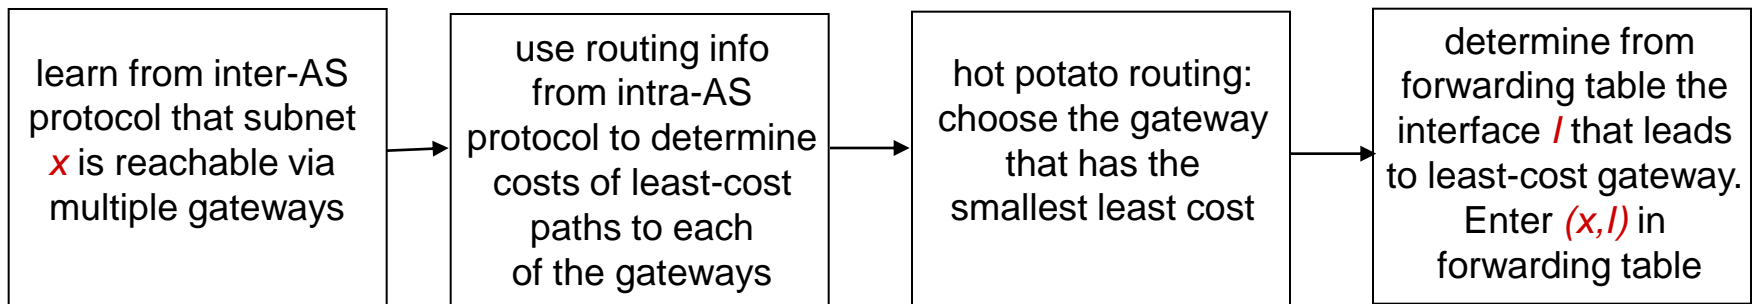 learn from inter-AS
protocol that subnet
x is reachable via
multiple gateways
use routing info
from intra-AS
protocol to determine
costs of least-cost
paths to each
of the gateways
hot potato routing:
choose the gateway
that has the
smallest least cost
determine from
forwarding table the
interface I that leads
to least-cost gateway.
Enter (x,I) in
forwarding table